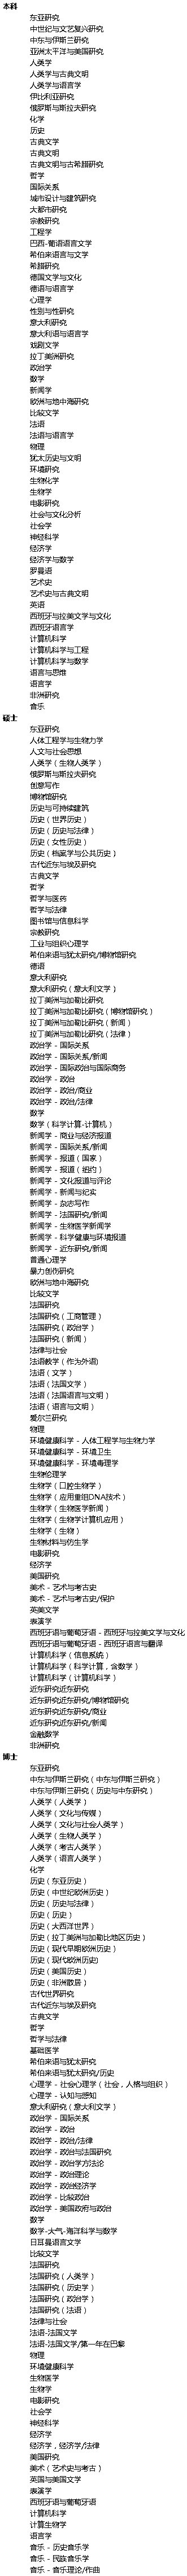 本科
东亚研究
中世纪与文艺复兴研究
中东与伊斯兰研究
亚洲太平洋与美国研究
人类学
人类学与古典文明
人类学与语言学
伊比利亚研究
俄罗斯与斯拉夫研究
化学
历史
古典文学
古典文明
古典文明与古希腊研究
哲学
国际关系
城市设计与建筑研究
大都市研究
宗教研究
工程学
巴西-葡语语言文学
希伯来语言与文学
希腊研究
德国文学与文化
德语与语言学
心理学
性别与性研究
意大利研究
意大利语与语言学
戏剧文学
拉丁美洲研究
政治学
数学
新闻学
欧洲与地中海研究
比较文学
法语
法语与语言学
物理
犹太历史与文明
环境研究
生物化学
生物学
电影研究
社会与文化分析
社会学
神经科学
经济学
经济学与数学
罗曼语
艺术史
艺术史与古典文明
英语
西班牙与拉美文学与文化
西班牙语言学
计算机科学
计算机科学与工程
计算机科学与数学
语言与思维
语言学
非洲研究
音乐
硕士
东亚研究
人体工程学与生物力学
人文与社会思想
人类学（生物人类学）
俄罗斯与斯拉夫研究
创意写作
博物馆研究
历史与可持续建筑
历史（世界历史）
历史（历史与法律）
历史（女性历史）
历史（档案学与公共历史）
古代近东与埃及研究
古典文学
哲学
哲学与医药
哲学与法律
图书馆与信息科学
宗教研究
工业与组织心理学
希伯来语与犹太研究/博物馆研究
德语
意大利研究
意大利研究（意大利文学）
拉丁美洲与加勒比研究
拉丁美洲与加勒比研究（博物馆研究）
拉丁美洲与加勒比研究（新闻）
拉丁美洲与加勒比研究（法律）
政治学 - 国际关系
政治学 - 国际关系/新闻
政治学 - 国际政治与国际商务
政治学 - 政治
政治学 - 政治/商业
政治学 - 政治/法律
数学
数学（科学计算-计算机）
新闻学 - 商业与经济报道
新闻学 - 国际关系/新闻
新闻学 - 报道（国家）
新闻学 - 报道（纽约）
新闻学 - 文化报道与评论
新闻学 - 新闻与纪实
新闻学 - 杂志写作
新闻学 - 法国研究/新闻
新闻学 - 生物医学新闻学
新闻学 - 科学健康与环境报道
新闻学 - 近东研究/新闻
普通心理学
暴力创伤研究
欧洲与地中海研究
比较文学
法国研究
法国研究（工商管理）
法国研究（政治学）
法国研究（新闻）
法律与社会
法语教学（作为外语）
法语（文学）
法语（法国文学）
法语（法国语言与文明）
法语（语言与文明）
爱尔兰研究
物理
环境健康科学 - 人体工程学与生物力学
环境健康科学 - 环境卫生
环境健康科学 - 环境毒理学
生物伦理学
生物学（口腔生物学）
生物学（应用重组DNA技术）
生物学（生物医学新闻）
生物学（生物学计算机应用）
生物学（生物）
生物材料与仿生学
电影研究
经济学
美国研究
美术 - 艺术与考古史
美术 - 艺术与考古史/保护
英美文学
表演学
西班牙语与葡萄牙语 - 西班牙与拉美文学与文化
西班牙语与葡萄牙语 - 西班牙语言与翻译
计算机科学（信息系统）
计算机科学（科学计算，含数学）
计算机科学（计算机科学）
近东研究近东研究
近东研究近东研究/博物馆研究
近东研究近东研究/商业
近东研究近东研究/新闻
金融数学
非洲研究
博士
东亚研究
中东与伊斯兰研究（中东与伊斯兰研究）
中东与伊斯兰研究（历史与中东研究）
人类学（人类学）
人类学（文化与传媒）
人类学（文化与社会人类学）
人类学（生物人类学）
人类学（考古人类学）
人类学（语言人类学）
化学
历史（东亚历史）
历史（中世纪欧洲历史）
历史（历史与法律）
历史（历史）
历史（大西洋世界）
历史（拉丁美洲与加勒比地区历史）
历史（现代早期欧洲历史）
历史（现代欧洲历史）
历史（美国历史）
历史（非洲散居）
古代世界研究
古代近东与埃及研究
古典文学
哲学
哲学与法律
基础医学
希伯来语与犹太研究
希伯来语与犹太研究/历史
心理学 - 社会心理学（社会，人格与组织）
心理学 - 认知与感知
意大利研究（意大利文学）
政治学 - 国际关系
政治学 - 政治
政治学 - 政治/法律
政治学 - 政治与法国研究
政治学 - 政治学方法论
政治学 - 政治理论
政治学 - 政治经济学
政治学 - 比较政治
政治学 - 美国政府与政治
数学
数学-大气-海洋科学与数学
日耳曼语言文学
比较文学
法国研究
法国研究（人类学）
法国研究（历史学）
法国研究（政治学）
法国研究（法语）
法律与社会
法语-法国文学
法语-法国文学/第一年在巴黎
物理
环境健康科学
生物医学
生物学
电影研究
社会学
神经科学
经济学
经济学，经济学/法律
美国研究
美术（艺术史与考古）
英国与美国文学
表演学
西班牙语与葡萄牙语
计算机科学
计算生物学
语言学
音乐 - 历史音乐学
音乐 - 民族音乐学
音乐 - 音乐理论/作曲